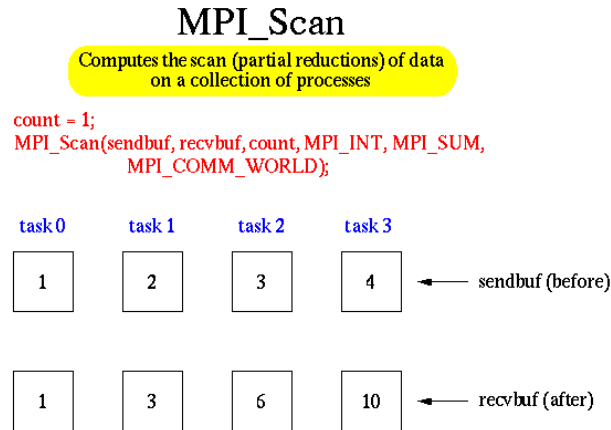 MPI_Scan
Computes the scan (partial reductions) of data
on a collection of processes
count = 1;
MPI_Scan(sendbuf, recvbuf, count, MPI_INT, MPI_SUM,
MPI_COMM_WORLD);
task 0 task 1 task 2 task 3
1 2 3 4 sendbuf (before)
1 3 6 10 recvbuf (after)